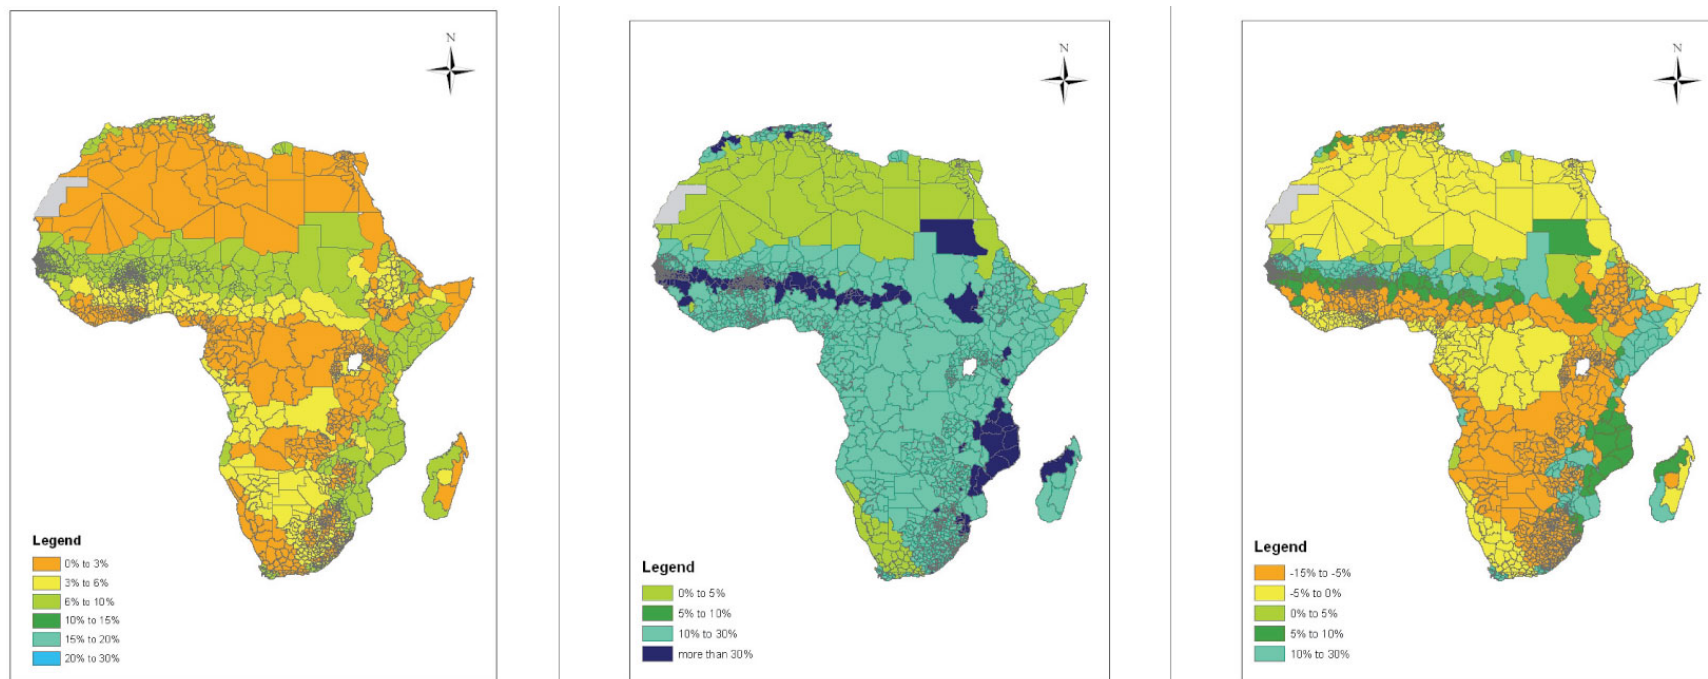 N
Legend
0% to 3%
3% to 6%
6% to 10%
10% to 15%
15% to 20%
20% to 30%
N
Legend
0% to 5%
5% to 10%
10% to 30%
more than 30%
N
Legend
-15% to -5%
-5% to 0%
0% to 5%
5% to 10%
10% to 30%